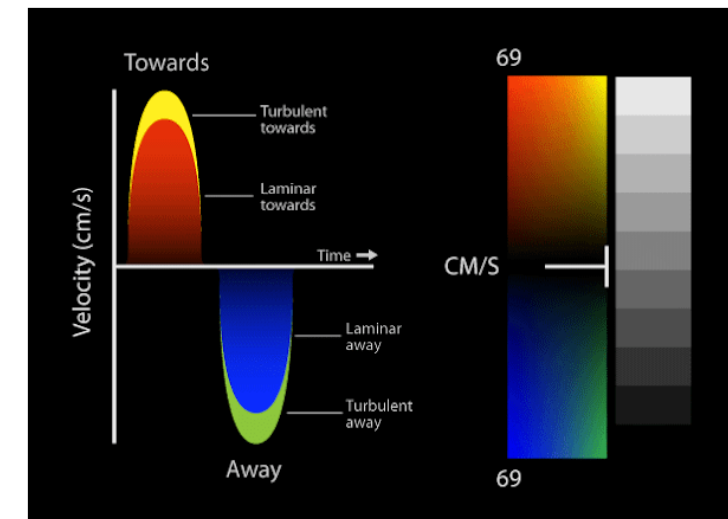 Towards
69
Turbulent
towards
Laminar
towards
Velocity (cm/s)
Time
CM/S
Laminar
away
Turbulent
away
Away
69